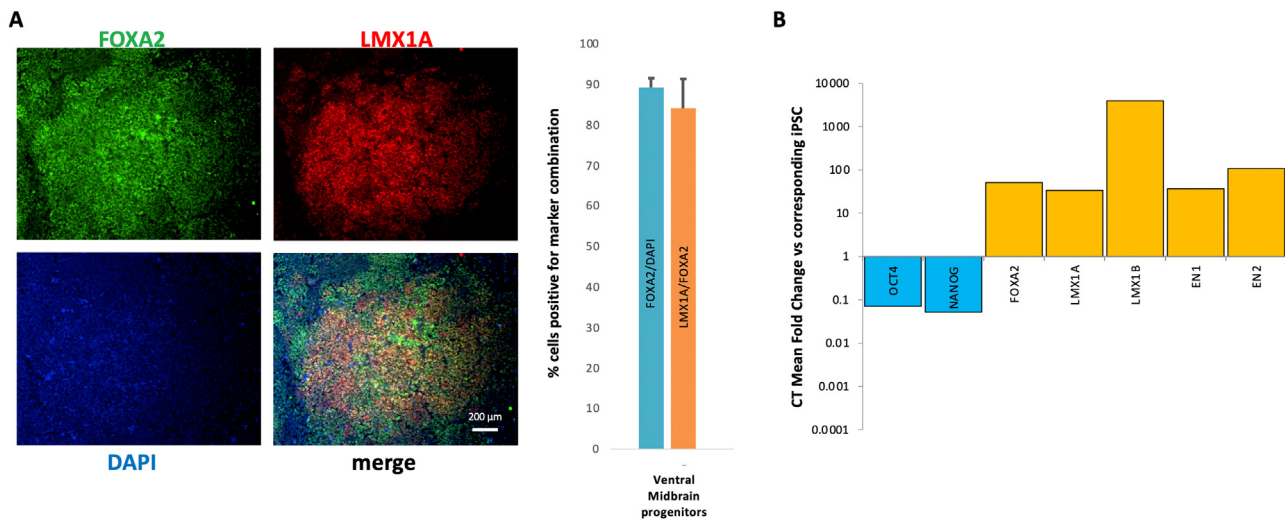 A
FOXA2
LMX1A
DAPI
merge
200 µm
% cells positive for marker combination
100
90
80
70
60
50
40
30
20
10
0
FOXA2/DAPI
LMX1A/FOXA2
Ventral
Midbrain
progenitors
B
CT Mean Fold Change vs corresponding iPSC
10 000
1000
100
10
1
0.1
0.01
0.001
0.0001
OCT4
NANOG
FOXA2
LMX1A
LMX1B
EN1
EN2